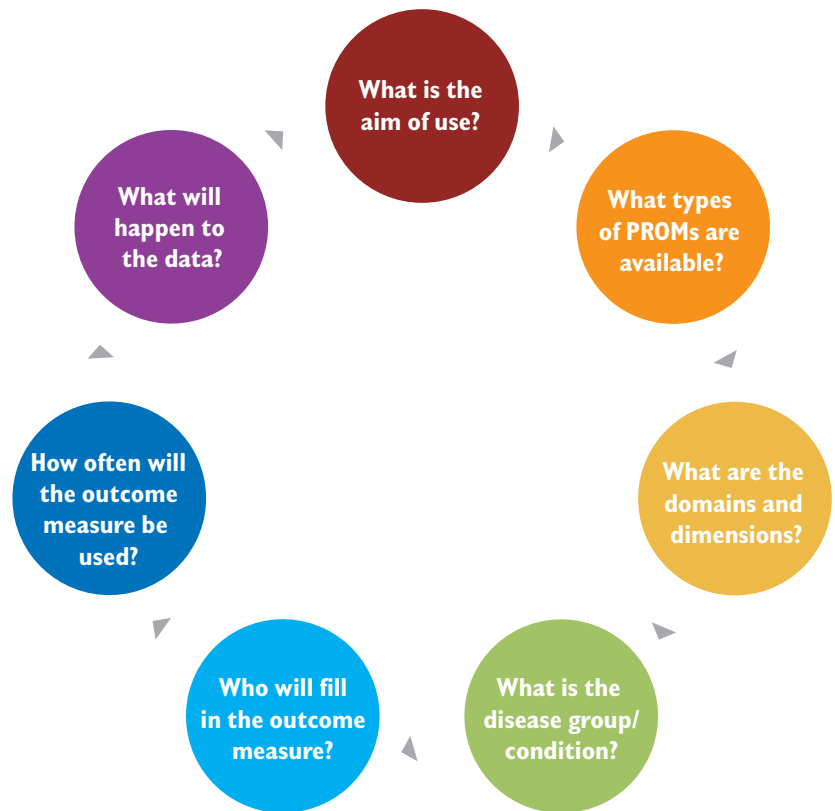 What is the
aim of use?
What types
of PROMs are
available?
What are the
domains and
dimensions?
What is the
disease group/
condition?
Who will fill
in the outcome
measure?
How often will
the outcome
measure be
used?
What will
happen to
the data?